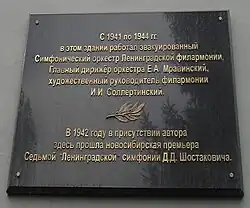 С 1941 по 1944 гг.
в этом здании работал эвакуированный
Симфонический оркестр Ленинградской филармонии,
Главный дирижёр оркестра Е.А. Мравинский,
художественный руководитель филармонии
И.И. Соллертинский.
В 1942 году в присутствии автора
здесь прошла новосибирская премьера
Седьмой "Ленинградской" симфонии Д.Д. Шостаковича.